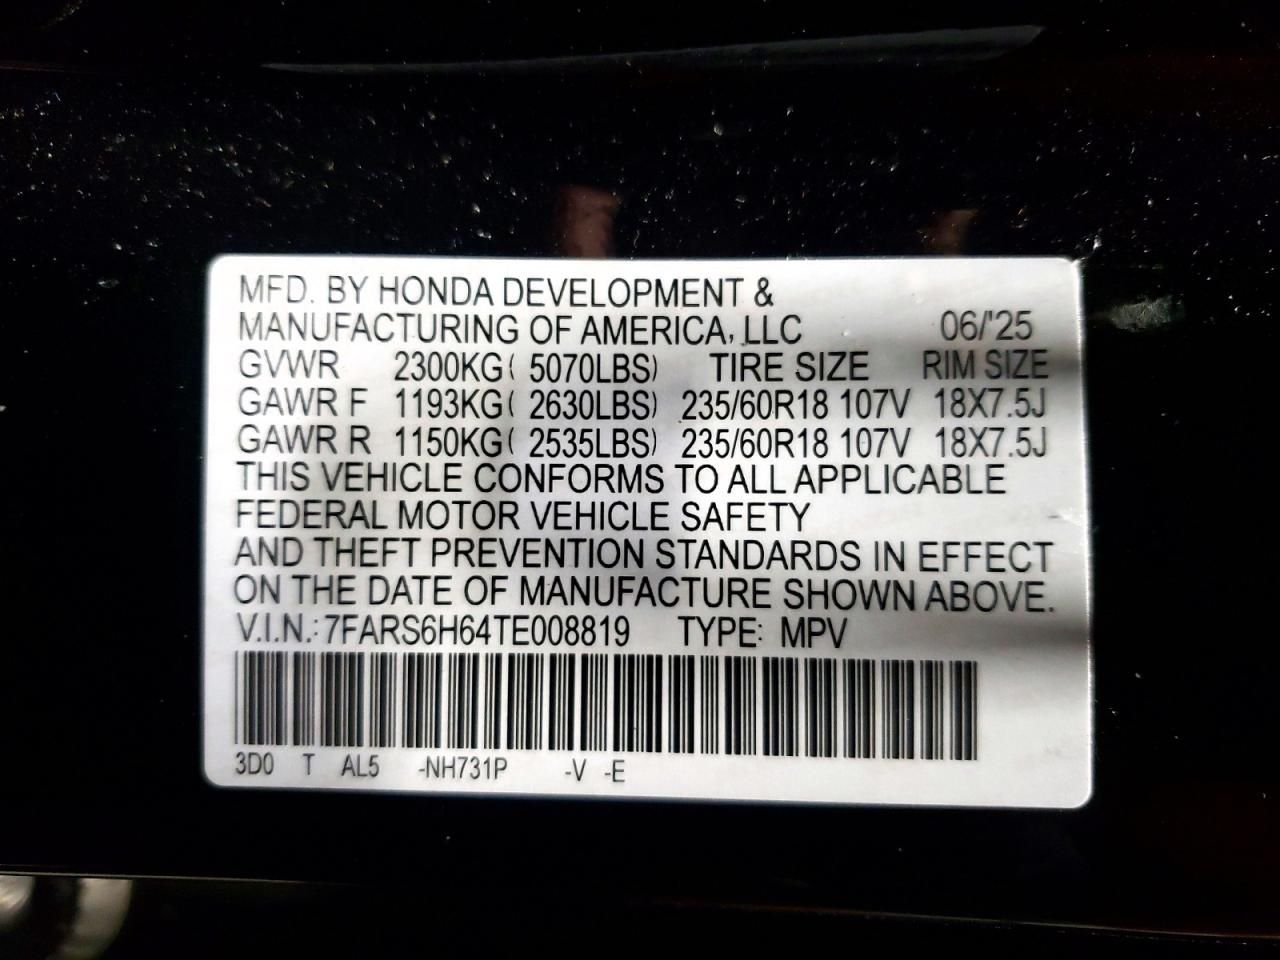 MFD. BY HONDA DEVELOPMENT &
MANUFACTURING OF AMERICA, LLC 06/'25
GVWR 2300KG( 5070LBS) TIRE SIZE RIM SIZE
GAWR F 1193KG( 2630LBS) 235/60R18 107V 18X7.5J
GAWR R 1150KG( 2535LBS) 235/60R18 107V 18X7.5J
THIS VEHICLE CONFORMS TO ALL APPLICABLE
FEDERAL MOTOR VEHICLE SAFETY
AND THEFT PREVENTION STANDARDS IN EFFECT
ON THE DATE OF MANUFACTURE SHOWN ABOVE.
V.I.N.: 7FARS6H64TE008819 TYPE: MPV
3D0 T AL5 -NH731P -V -E